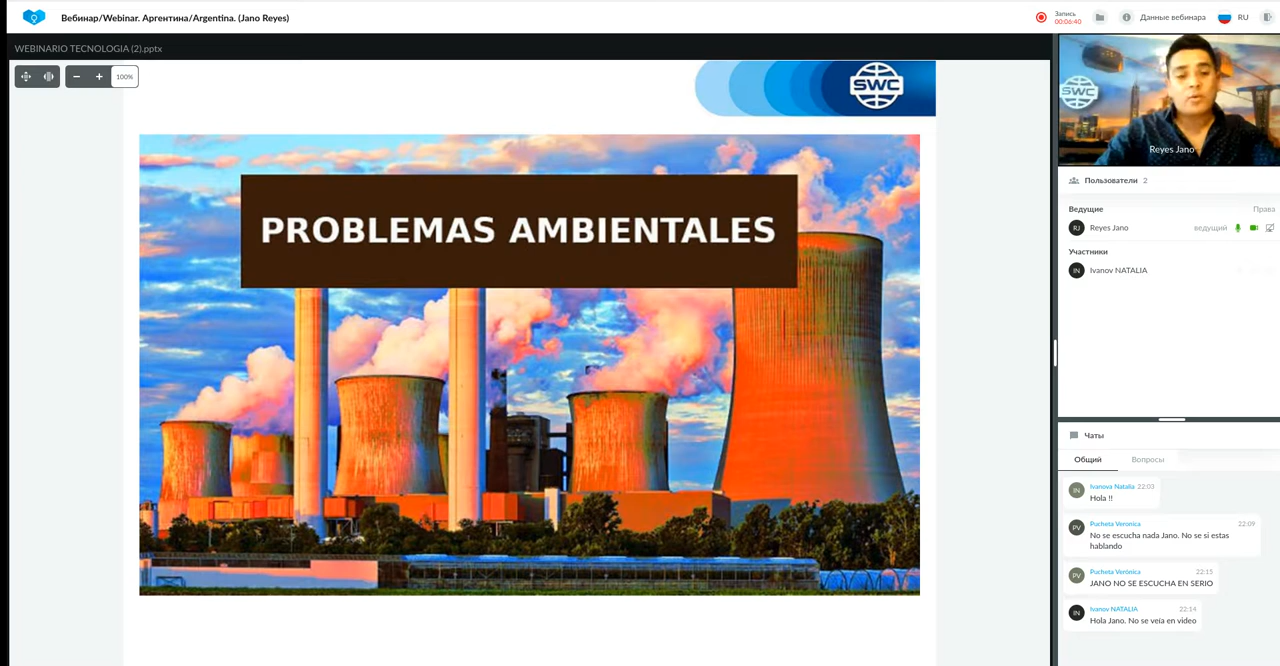 Вебинар/Webinar. Аргентина/Argentina. (Jano Reyes)
Запись
00:06:40
Данные вебинара
RU
WEBINARIO TECNOLOGIA (2).pptx
100%
SWC
PROBLEMAS AMBIENTALES
SWC
Reyes Jano
Пользователи 2
Ведущие Права
RJ Reyes Jano ведущий
Участники
IN Ivanov NATALIA
Чаты
Общий Вопросы
IN Ivanova Natalia 22:03
Hola !!
PV Pucheta Veronica 22:09
No se escucha nada Jano. No se si estas
hablando
PV Pucheta Verónica 22:15
JANO NO SE ESCUCHA EN SERIO
IN Ivanov NATALIA 22:14
Hola Jano. No se veía en video